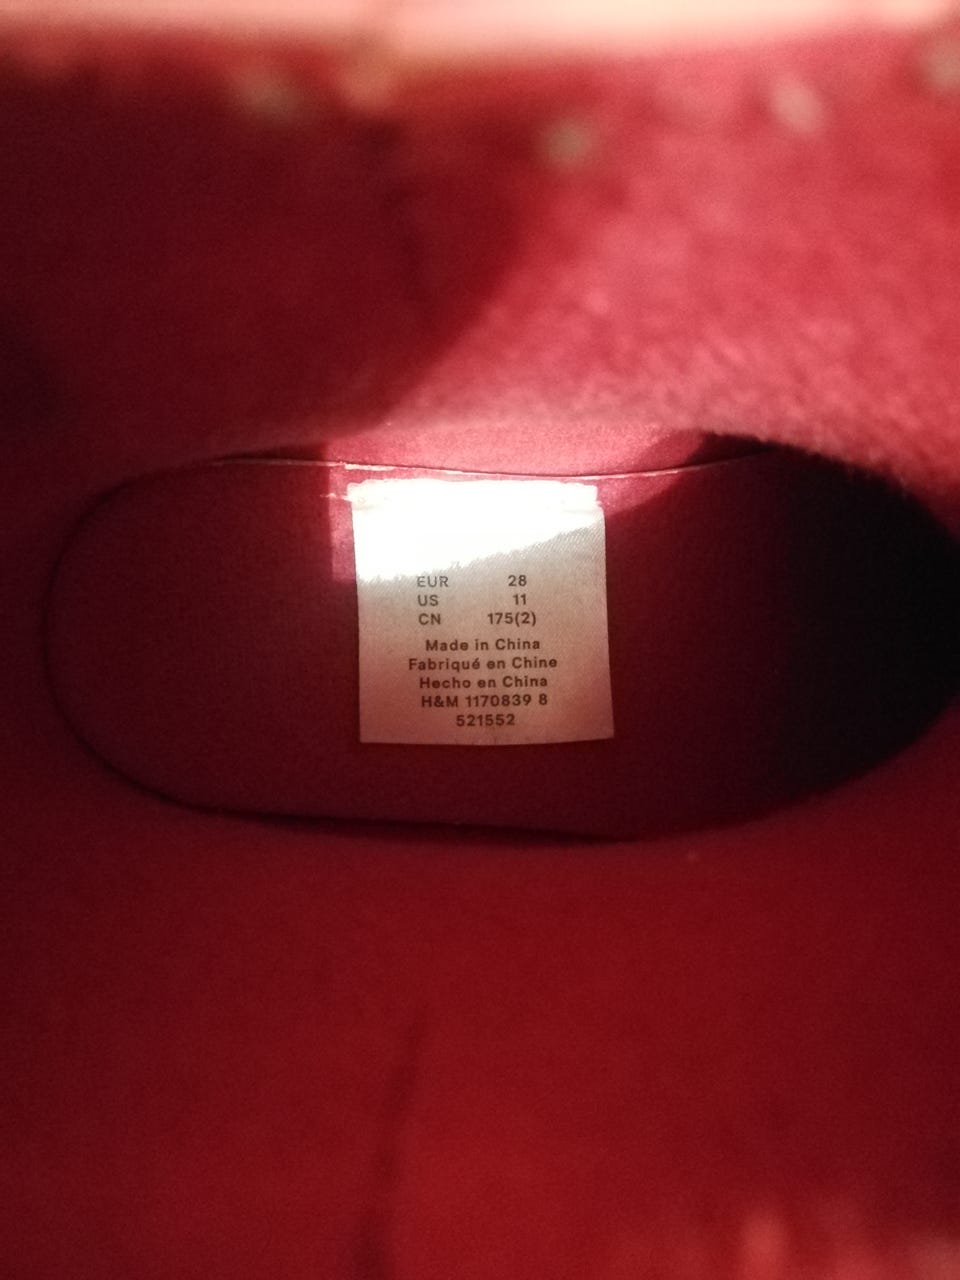 EUR 28
US 11
CN 175(2)
Made in China
Fabriqué en Chine
Hecho en China
H&M 1170839 8
521552